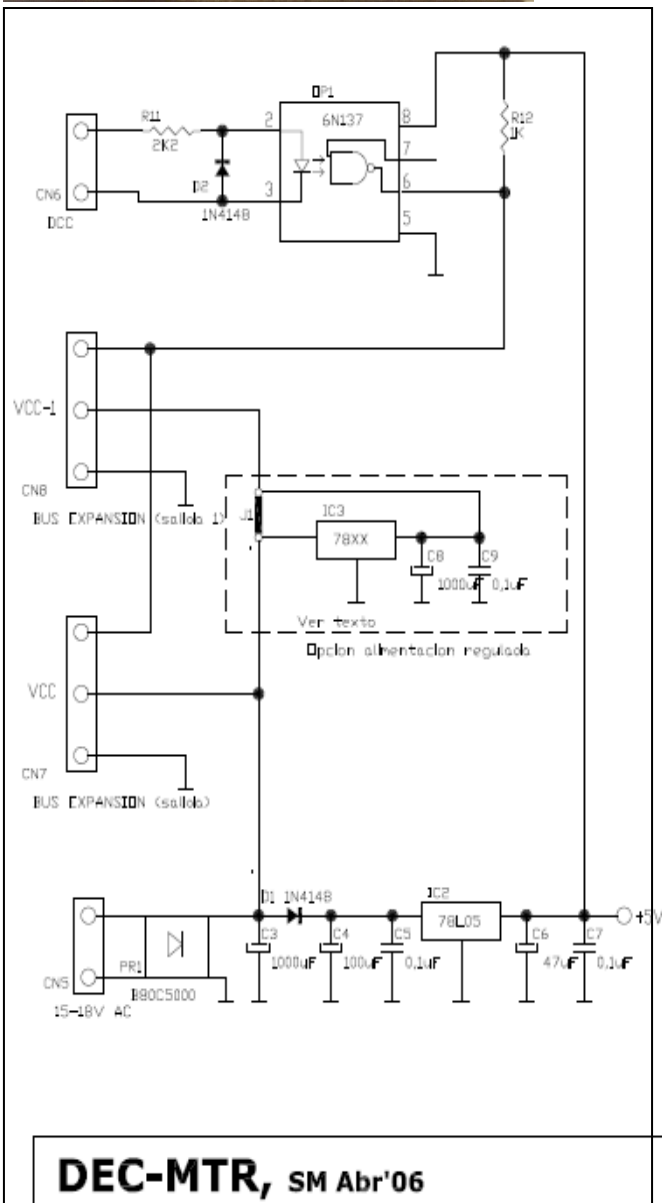 OP1
6N137
R11
2K2
2
8
R12
1K
7
D2
3
6
CN6
1N4148
DCC
5
VCC-1
CN8
BUS EXPANSION (salida 1)
J1
IC3
78XX
C8
C9
1000uF
0,1uF
Ver texto
Opcion alimentacion regulada
VCC
CN7
BUS EXPANSION (salida)
D1 1N4148
IC2
78L05
+5V
C3
C4
C5
C6
C7
1000uF
100uF
0,1uF
47uF
0,1uF
PR1
CN5
B80C5000
15-18V AC
DEC-MTR, SM Abr'06